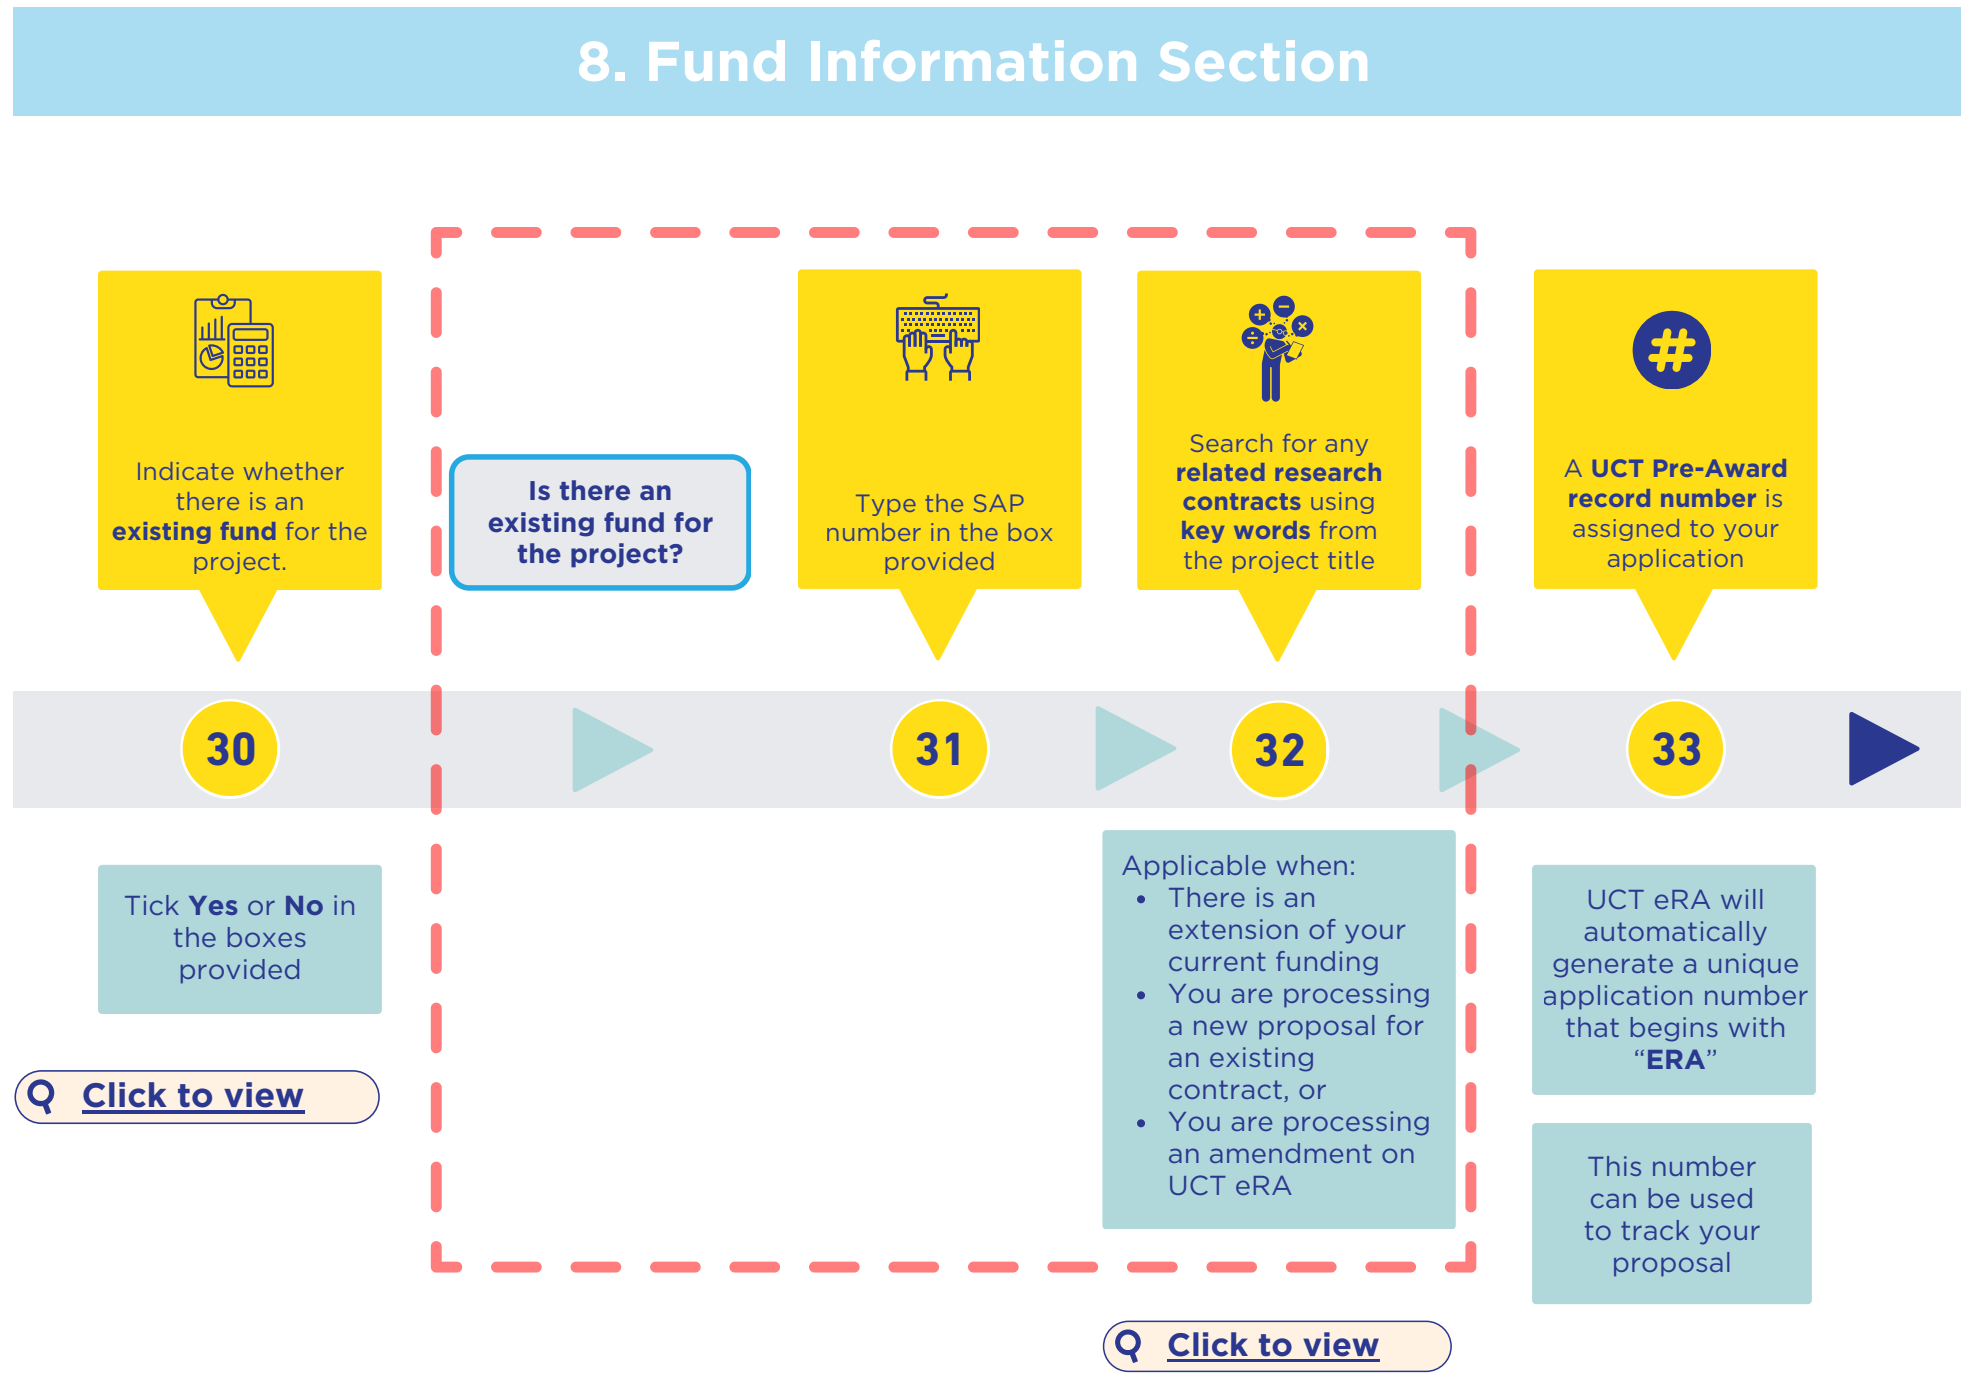 8. Fund Information Section
Indicate whether
there is an
existing fund for the
project.
Is there an
existing fund for
the project?
Type the SAP
number in the box
provided
Search for any
related research
contracts using
key words from
the project title
A UCT Pre-Award
record number is
assigned to your
application
30
31
32
33
Tick Yes or No in
the boxes
provided
Click to view
Applicable when:
• There is an
extension of your
current funding
• You are processing
a new proposal for
an existing
contract, or
• You are processing
an amendment on
UCT eRA
Click to view
UCT eRA will
automatically
generate a unique
application number
that begins with
“ERA”
This number
can be used
to track your
proposal